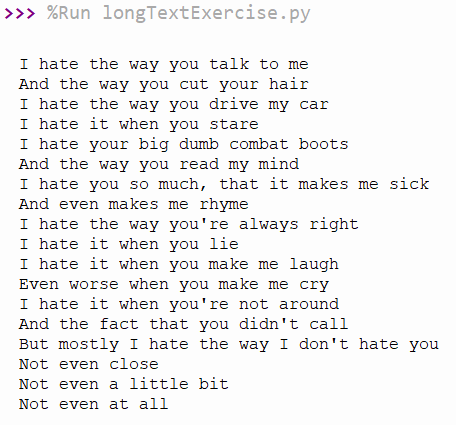 >>> %Run longTextExercise.py
I hate the way you talk to me
And the way you cut your hair
I hate the way you drive my car
I hate it when you stare
I hate your big dumb combat boots
And the way you read my mind
I hate you so much, that it makes me sick
And even makes me rhyme
I hate the way you're always right
I hate it when you lie
I hate it when you make me laugh
Even worse when you make me cry
I hate it when you're not around
And the fact that you didn't call
But mostly I hate the way I don't hate you
Not even close
Not even a little bit
Not even at all